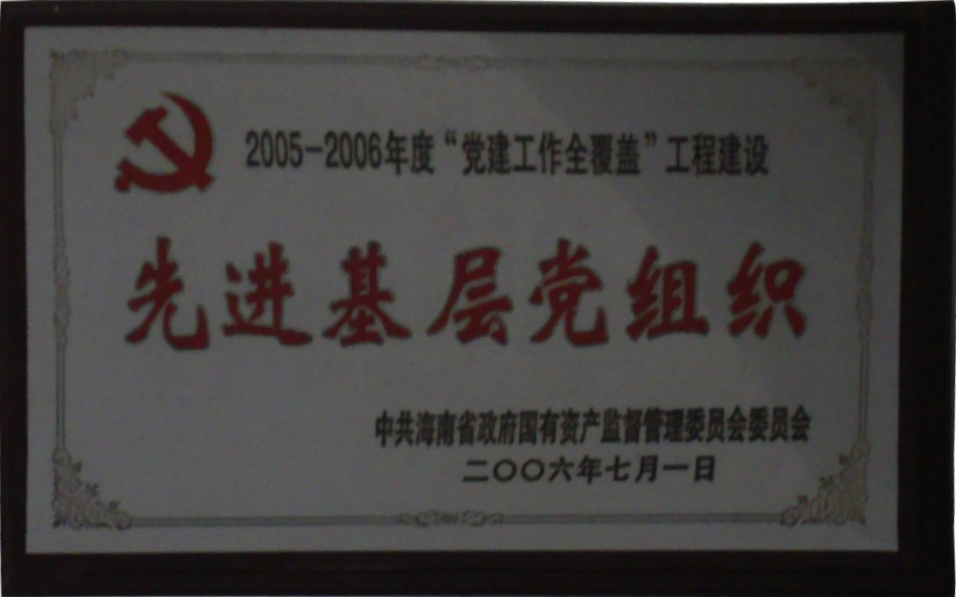 2005-2006年度“党建工作全覆盖”工程建设
先进基层党组织
中共海南省政府国有资产监督管理委员会委员会
二〇〇六年七月一日